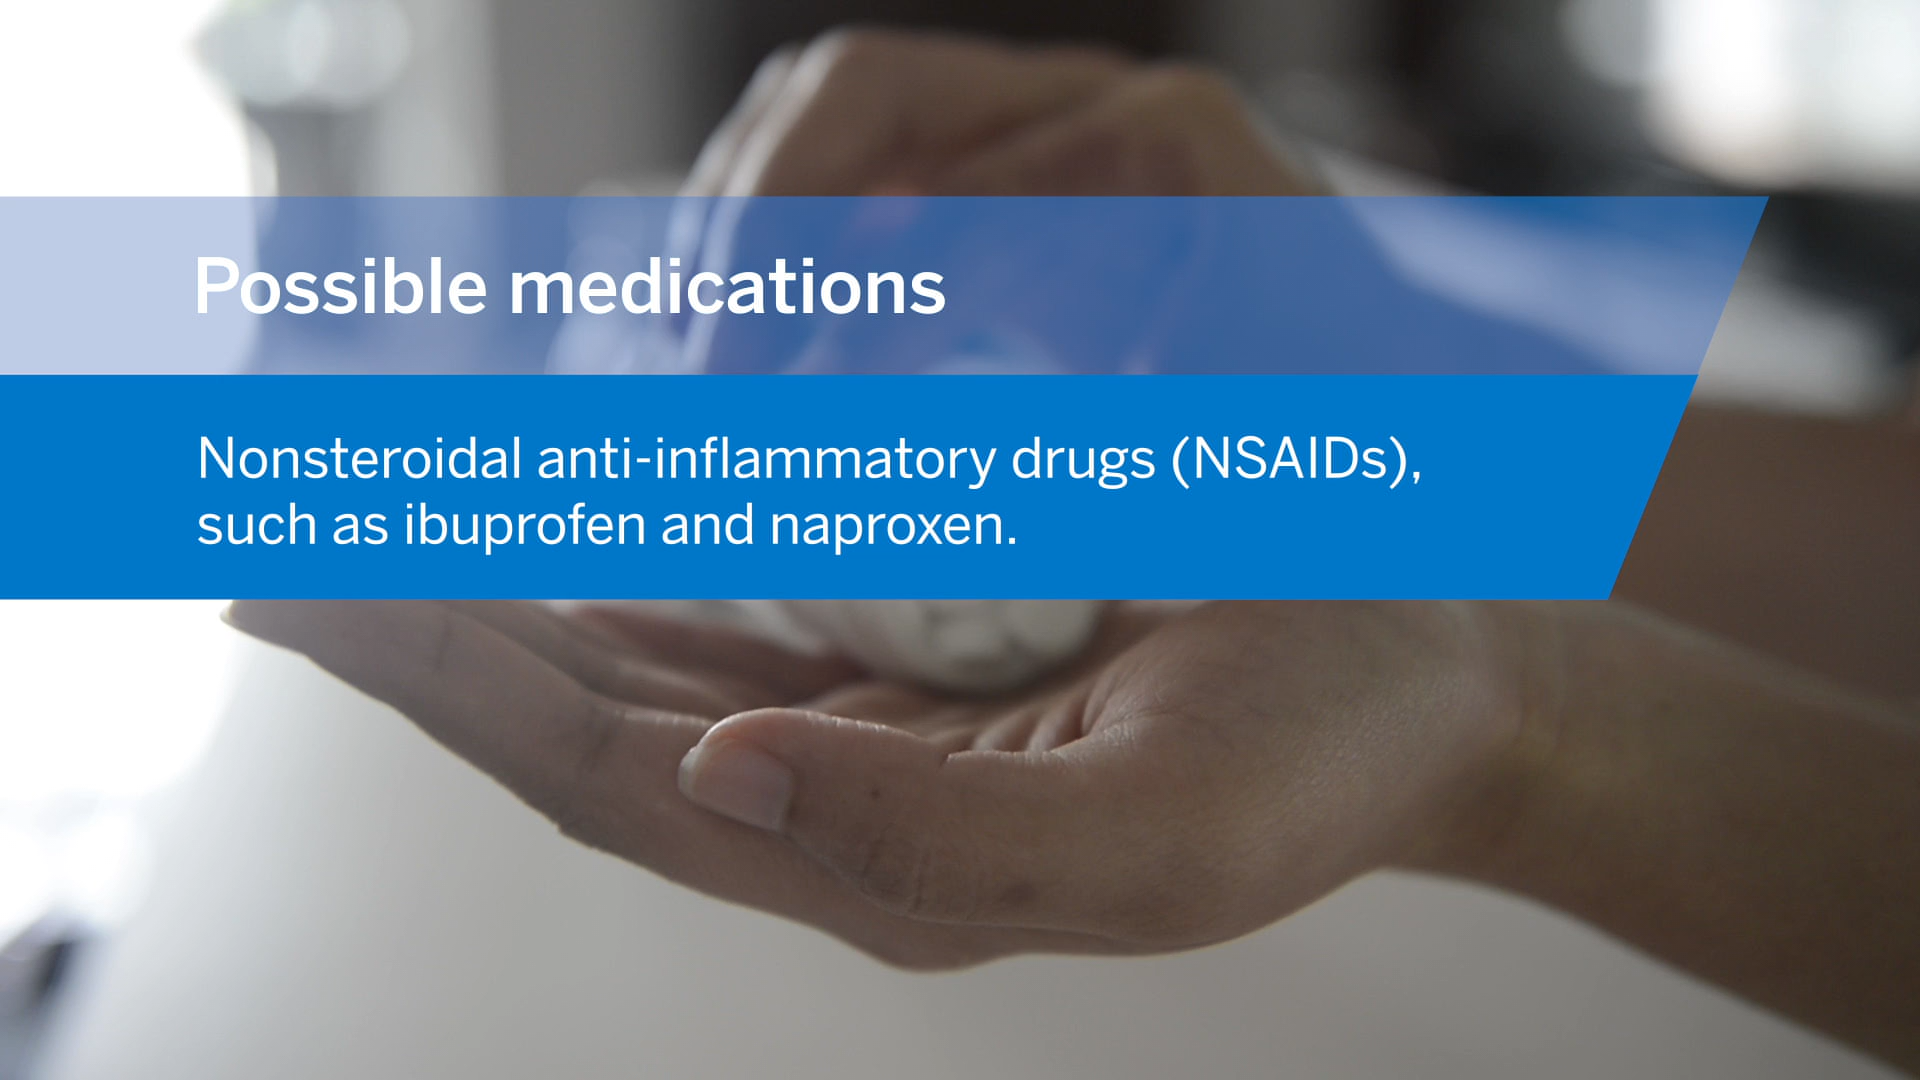 Possible medications
Nonsteroidal anti-inflammatory drugs (NSAIDs),
such as ibuprofen and naproxen.